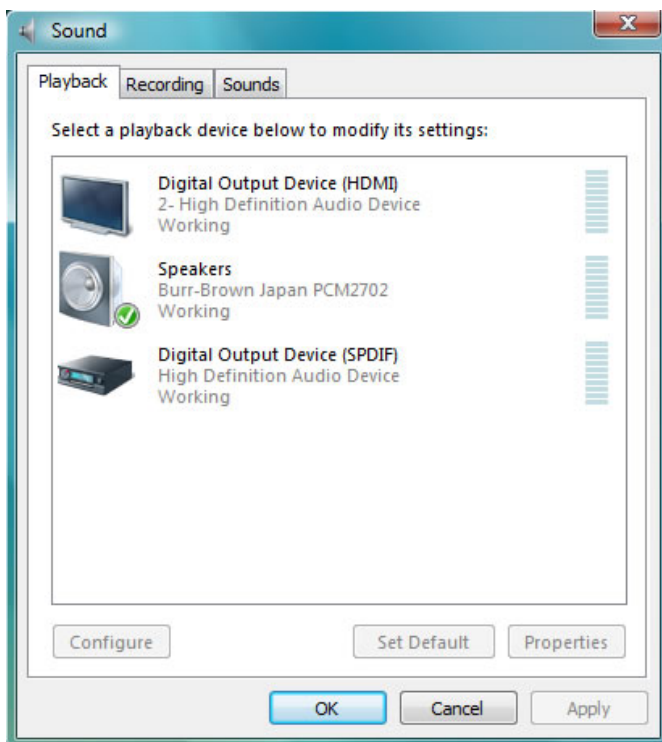 Sound
Playback Recording Sounds
Select a playback device below to modify its settings:
Digital Output Device (HDMI)
2- High Definition Audio Device
Working
Speakers
Burr-Brown Japan PCM2702
Working
Digital Output Device (SPDIF)
High Definition Audio Device
Working
Configure Set Default Properties
OK Cancel Apply